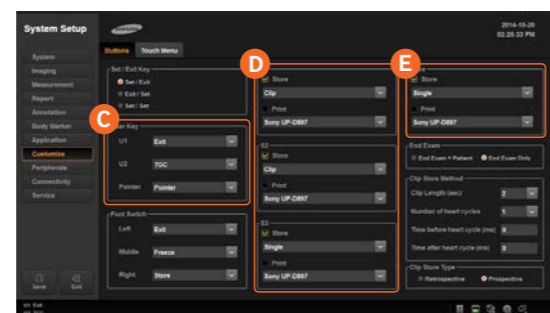 System Setup
SAMSUNG
2014-10-20
02:25:33 PM
Buttons
Touch Menu
System
Imaging
Measurement
Report
Annotation
Body Marker
Application
Customize
Peripherals
Connectivity
Service
Save
Exit
Set / Exit Key
Set / Exit
Exit / Set
Set / Set
C
User Key
U1
Exit
U2
TGC
Pointer
Pointer
Foot Switch
Left
Exit
Middle
Freeze
Right
Store
D
Store
Clip
Print
Sony UP-D897
S2
Store
Clip
Print
Sony UP-D897
S3
Store
Single
Print
Sony UP-D897
E
Store
Single
Print
Sony UP-D897
End Exam
End Exam + Patient
End Exam Only
Clip Store Method
Clip Length (sec)
2
Number of heart cycles
1
Time before heart cycle (ms)
0
Time after heart cycle (ms)
0
Clip Store Type
Retrospective
Prospective
U1 Exit